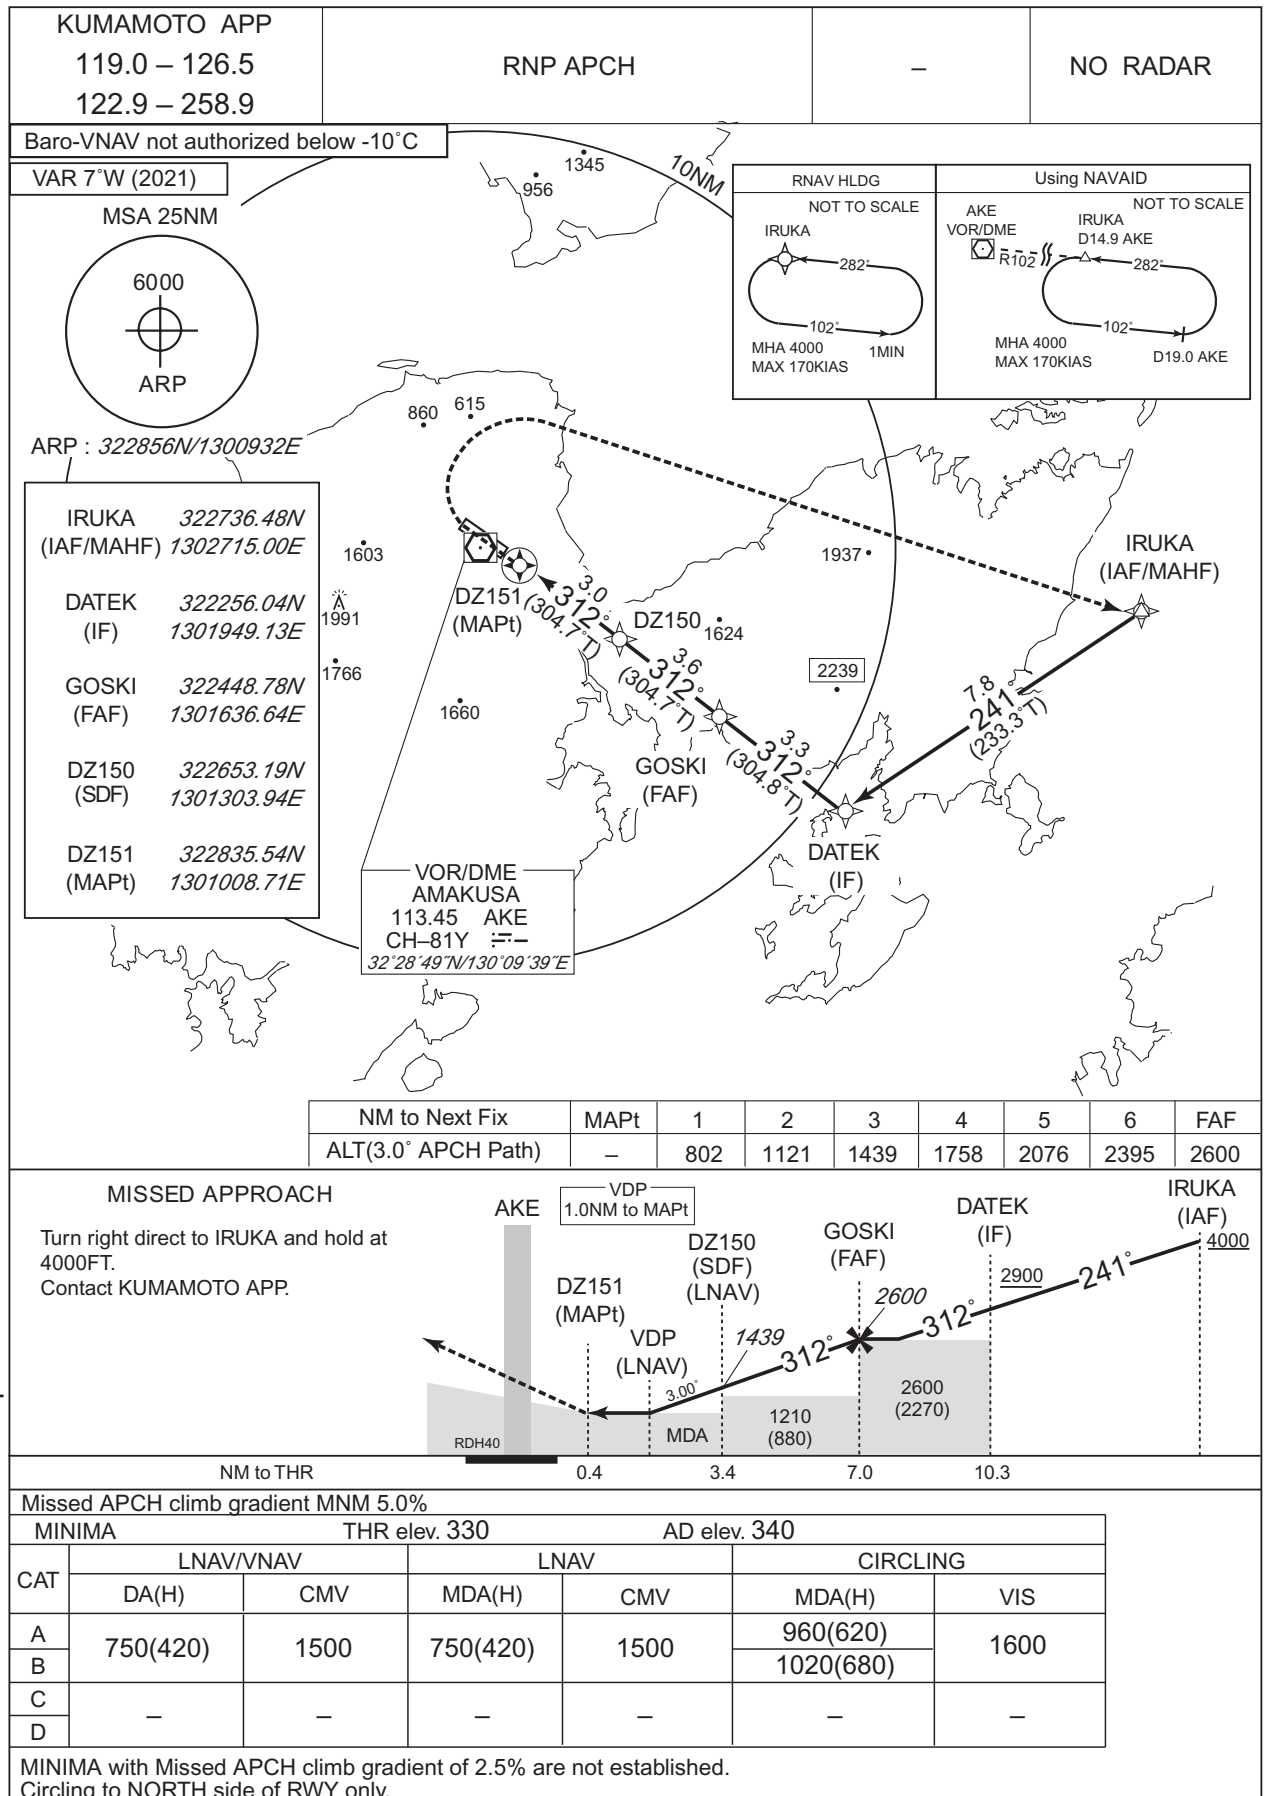 KUMAMOTO APP
119.0 – 126.5
122.9 – 258.9
RNP APCH
–
NO RADAR
Baro-VNAV not authorized below -10˚C
VAR 7˚W (2021)
MSA 25NM
6000
ARP
ARP : 322856N/1300932E
IRUKA 322736.48N
(IAF/MAHF) 1302715.00E
DATEK 322256.04N
(IF) 1301949.13E
GOSKI 322448.78N
(FAF) 1301636.64E
DZ150 322653.19N
(SDF) 1301303.94E
DZ151 322835.54N
(MAPt) 1301008.71E
1345
956
10NM
RNAV HLDG
NOT TO SCALE
IRUKA
282˚
102˚
MHA 4000
MAX 170KIAS
1MIN
Using NAVAID
NOT TO SCALE
AKE
VOR/DME
IRUKA
D14.9 AKE
R102
282˚
102˚
MHA 4000
MAX 170KIAS
D19.0 AKE
860
615
1603
1991
1766
1660
1937
1624
2239
IRUKA
(IAF/MAHF)
7.8
241˚
(233.3˚T)
DZ151
(MAPt)
3.0
312˚
(304.7˚T)
DZ150
3.6
312˚
(304.7˚T)
GOSKI
(FAF)
3.3
312˚
(304.8˚T)
DATEK
(IF)
VOR/DME
AMAKUSA
113.45 AKE
CH–81Y
32˚28´49˝N/130˚09´39˝E
NM to Next Fix MAPt 1 2 3 4 5 6 FAF
ALT(3.0˚ APCH Path) – 802 1121 1439 1758 2076 2395 2600
MISSED APPROACH
Turn right direct to IRUKA and hold at
4000FT.
Contact KUMAMOTO APP.
AKE
VDP
1.0NM to MAPt
DZ151
(MAPt)
VDP
(LNAV)
DZ150
(SDF)
(LNAV)
GOSKI
(FAF)
DATEK
(IF)
IRUKA
(IAF)
4000
2900
241˚
2600
312˚
1439
312˚
3.00˚
2600
(2270)
1210
(880)
MDA
RDH40
NM to THR 0.4 3.4 7.0 10.3
Missed APCH climb gradient MNM 5.0%
MINIMA THR elev. 330 AD elev. 340
CAT LNAV/VNAV LNAV CIRCLING
DA(H) CMV MDA(H) CMV MDA(H) VIS
A 750(420) 1500 750(420) 1500 960(620) 1600
B 1020(680)
C – – – – – –
D
MINIMA with Missed APCH climb gradient of 2.5% are not established.
Circling to NORTH side of RWY only.